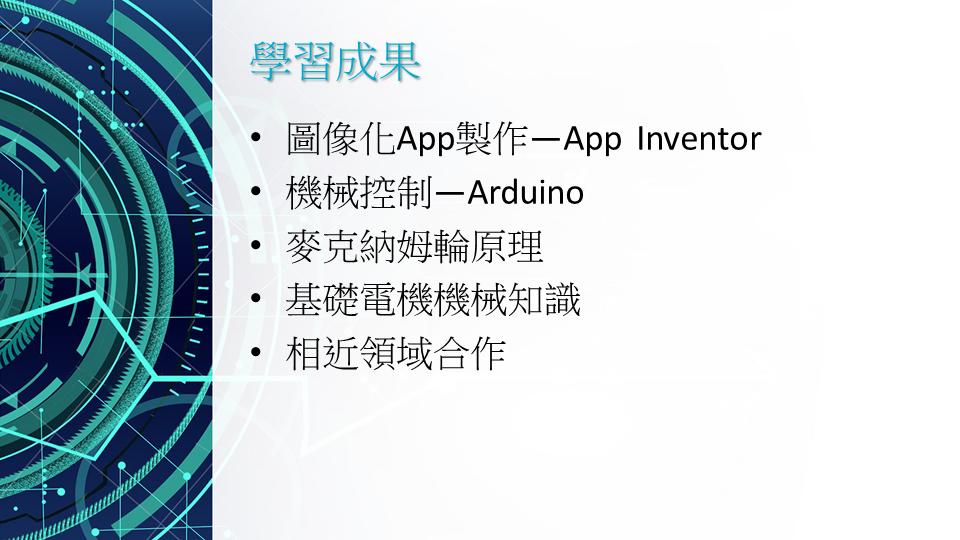 學習成果
• 圖像化App製作—App Inventor
• 機械控制—Arduino
• 麥克納姆輪原理
• 基礎電機機械知識
• 相近領域合作